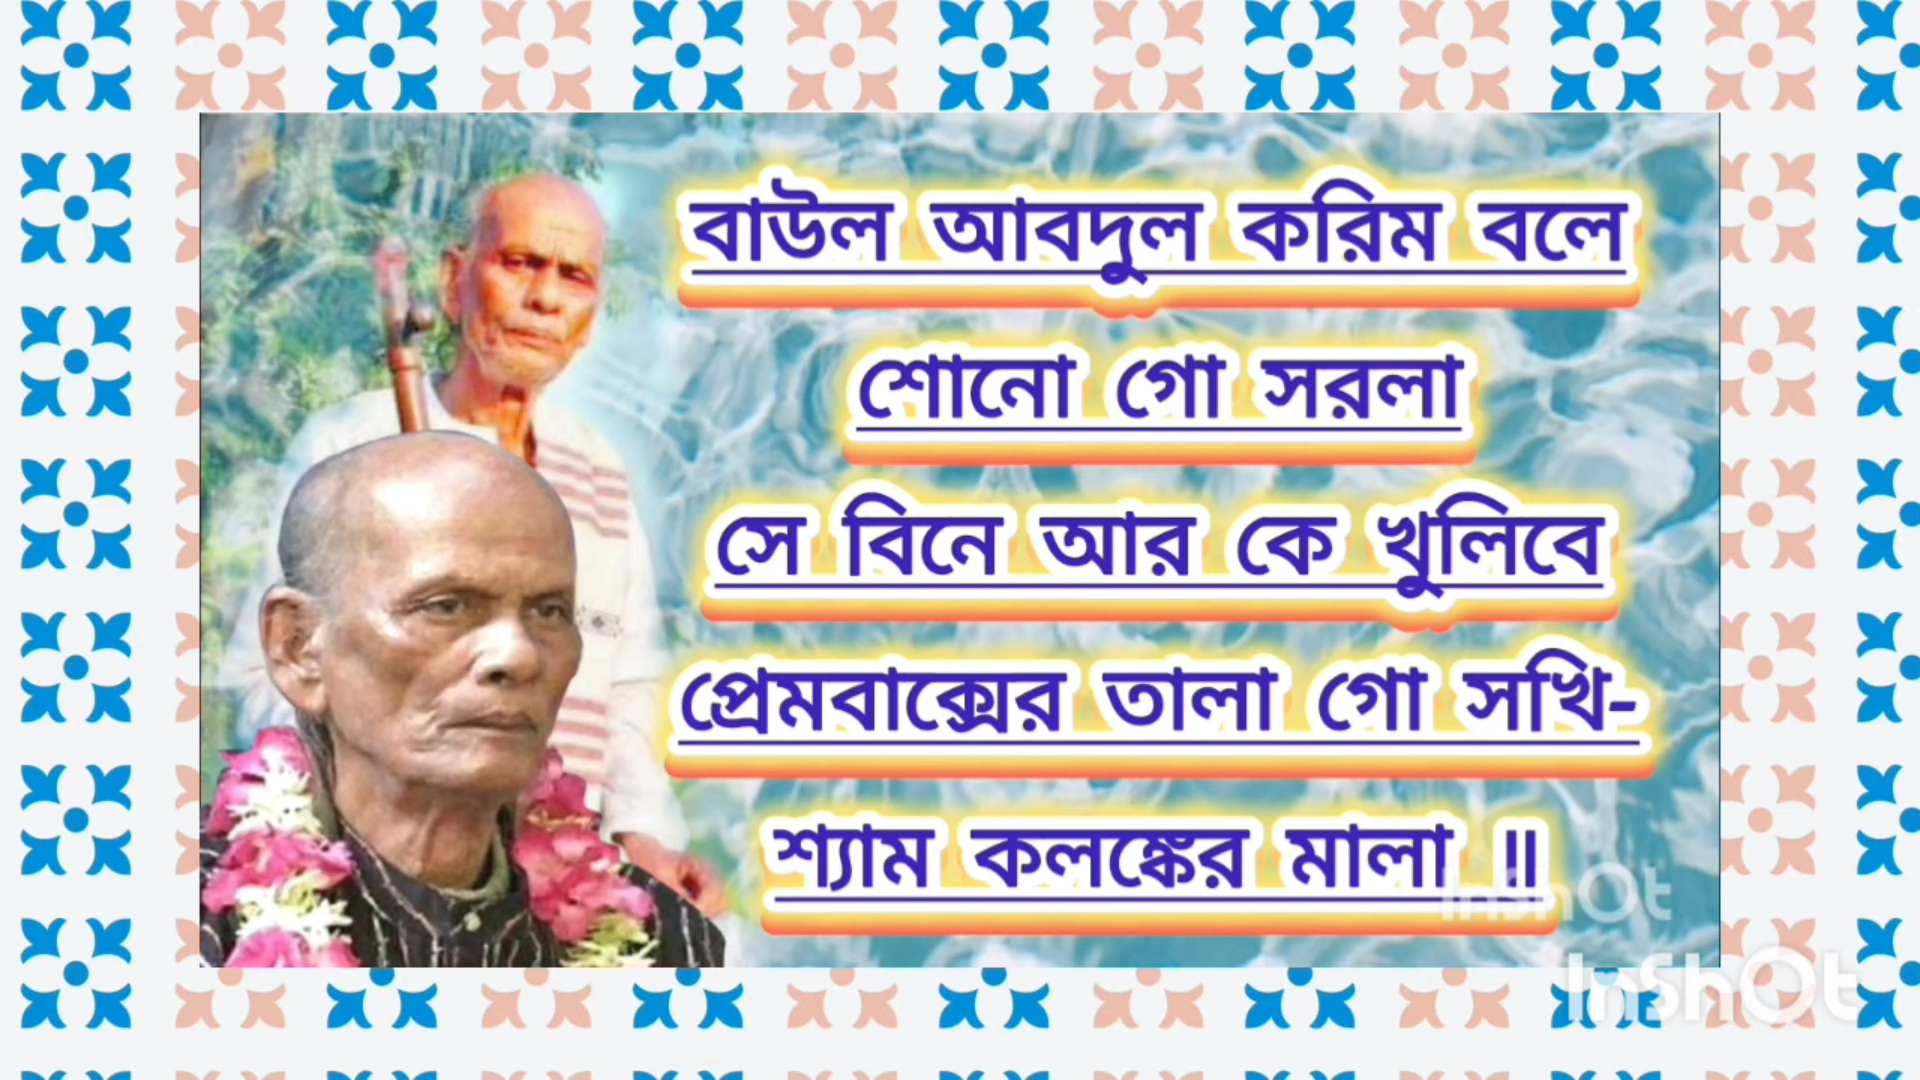 বাউল আবদুল করিম বলে
শোনো গো সরলা
সে বিনে আর কে খুলিবে
প্রেমবাক্সের তালা গো সখি-
শ্যাম কলঙ্কের মালা ॥
InShOt
InShOt